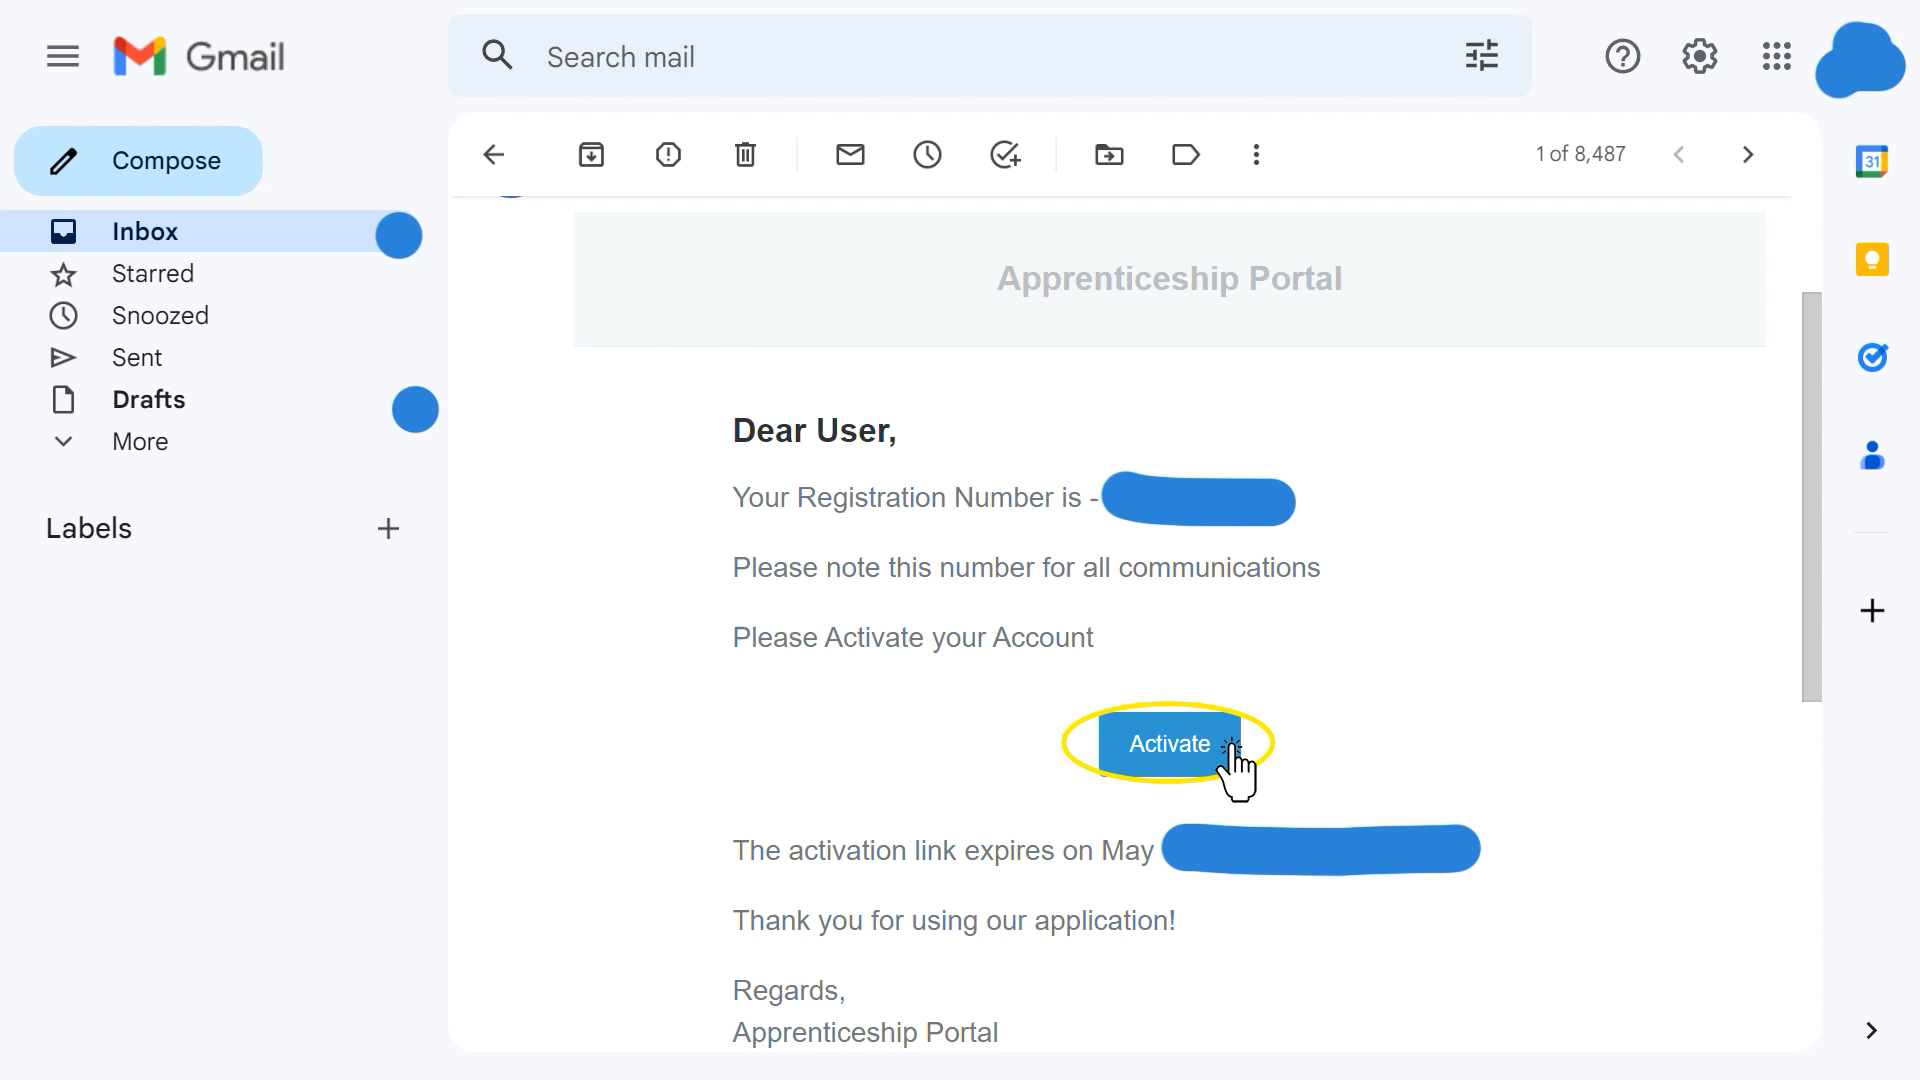 Gmail
Search mail
Compose
1 of 8,487
31
Inbox
Starred
Snoozed
Sent
Drafts
More
Labels
Apprenticeship Portal
Dear User,
Your Registration Number is -
Please note this number for all communications
Please Activate your Account
Activate
The activation link expires on May
Thank you for using our application!
Regards,
Apprenticeship Portal